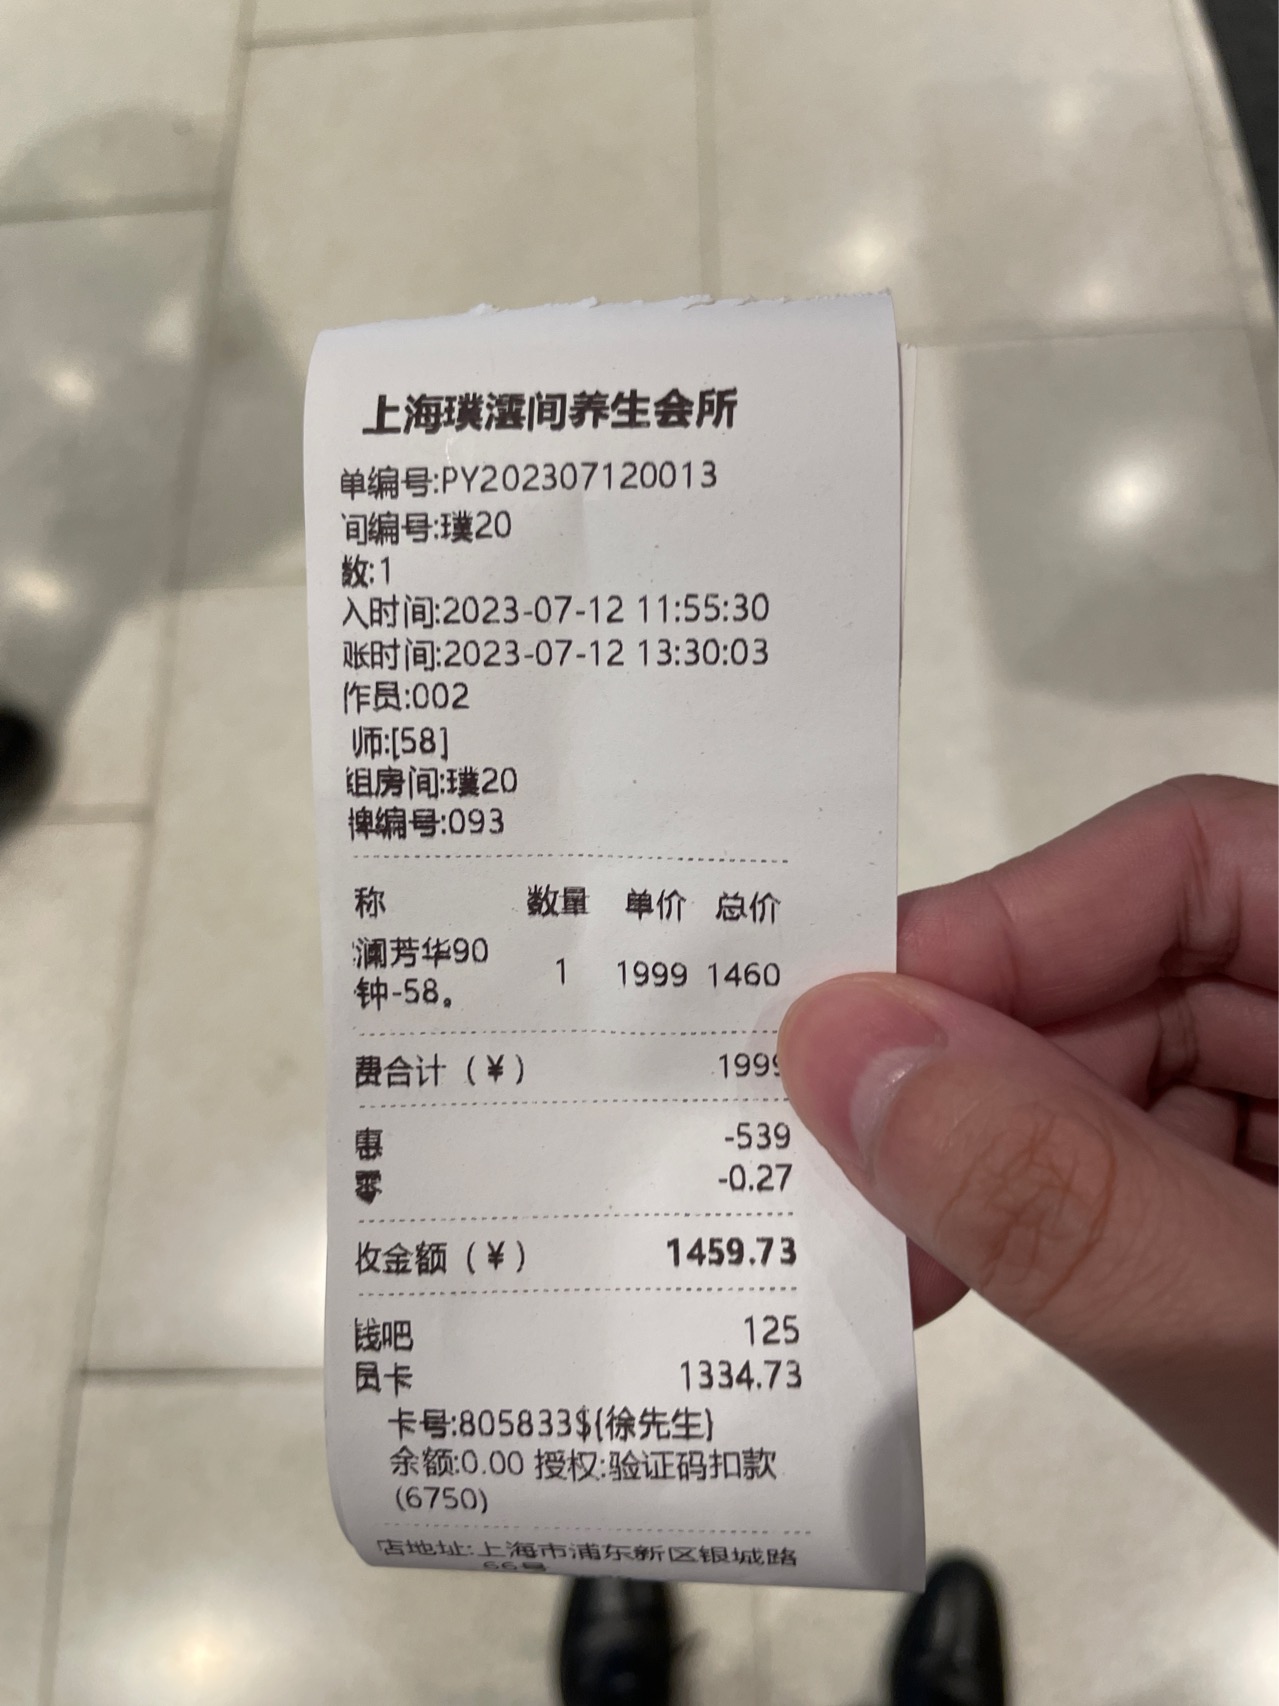 上海璞澐间养生会所
单编号:PY202307120013
间编号:璞20
数:1
入时间:2023-07-12 11:55:30
账时间:2023-07-12 13:30:03
作员:002
师:[58]
组房间:璞20
牌编号:093
称 数量 单价 总价
澜芳华90 1 1999 1460
钟-58。
费合计（¥） 1999
惠 -539
零 -0.27
收金额（¥） 1459.73
钱吧 125
员卡 1334.73
卡号:805833$(徐先生)
余额:0.00 授权:验证码扣款
(6750)
店地址:上海市浦东新区银城路
66号